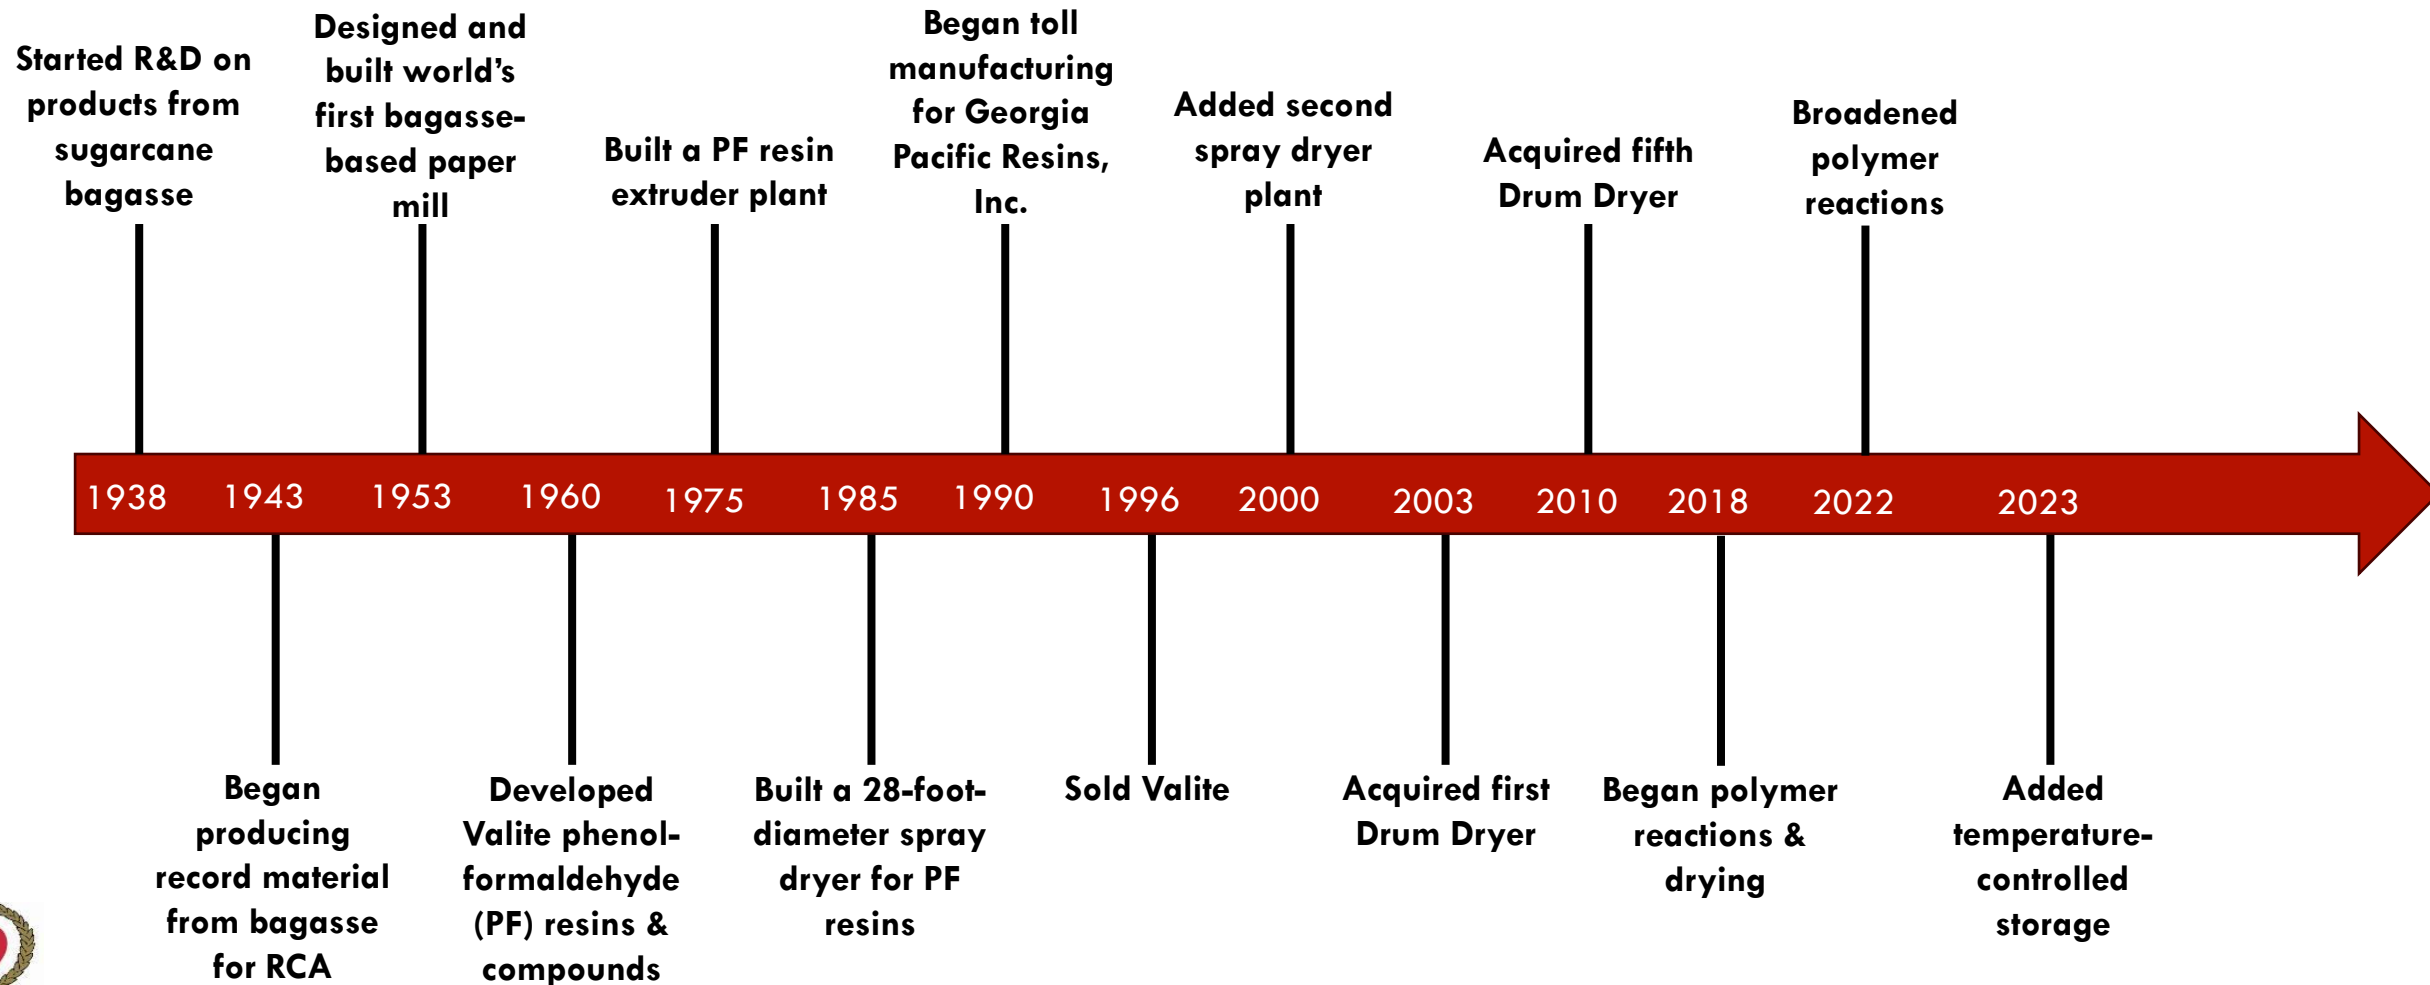 Started R&D on
products from
sugarcane
bagasse
Designed and
built world's
first bagasse-
based paper
mill
Built a PF resin
extruder plant
Began toll
manufacturing
for Georgia
Pacific Resins,
Inc.
Added second
spray dryer
plant
Acquired fifth
Drum Dryer
Broadened
polymer
reactions
1938
1943
1953
1960
1975
1985
1990
1996
2000
2003
2010
2018
2022
2023
Began
producing
record material
from bagasse
for RCA
Developed
Valite phenol-
formaldehyde
(PF) resins &
compounds
Built a 28-foot-
diameter spray
dryer for PF
resins
Sold Valite
Acquired first
Drum Dryer
Began polymer
reactions &
drying
Added
temperature-
controlled
storage